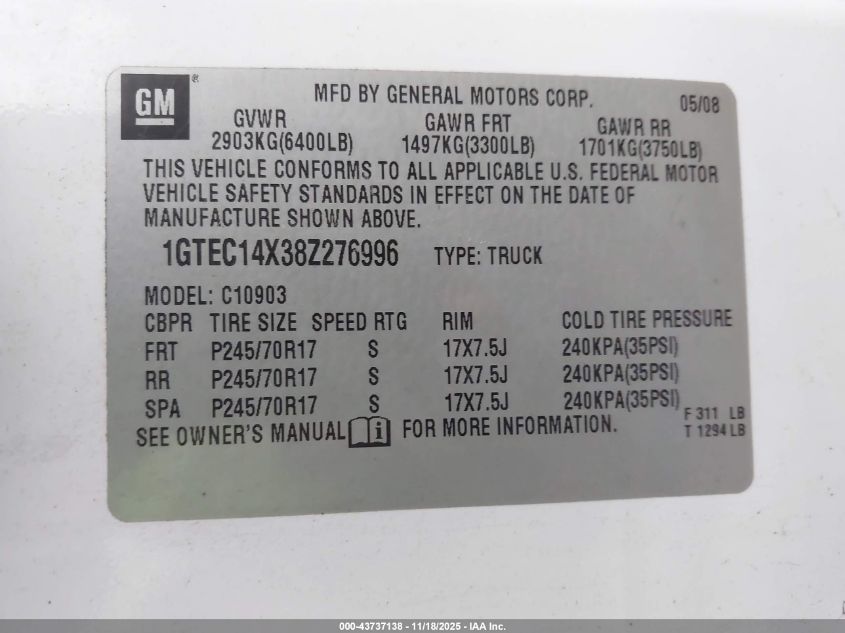 GM ®
MFD BY GENERAL MOTORS CORP. 05/08
GVWR GAWR FRT GAWR RR
2903KG(6400LB) 1497KG(3300LB) 1701KG(3750LB)
THIS VEHICLE CONFORMS TO ALL APPLICABLE U.S. FEDERAL MOTOR
VEHICLE SAFETY STANDARDS IN EFFECT ON THE DATE OF
MANUFACTURE SHOWN ABOVE.
1GTEC14X38Z276996 TYPE: TRUCK
MODEL: C10903
CBPR TIRE SIZE SPEED RTG RIM COLD TIRE PRESSURE
FRT P245/70R17 S 17X7.5J 240KPA(35PSI)
RR P245/70R17 S 17X7.5J 240KPA(35PSI)
SPA P245/70R17 S 17X7.5J 240KPA(35PSI)
F 311 LB
SEE OWNER'S MANUAL i FOR MORE INFORMATION.
T 1294 LB
000-43737138 - 11/18/2025 - IAA Inc.